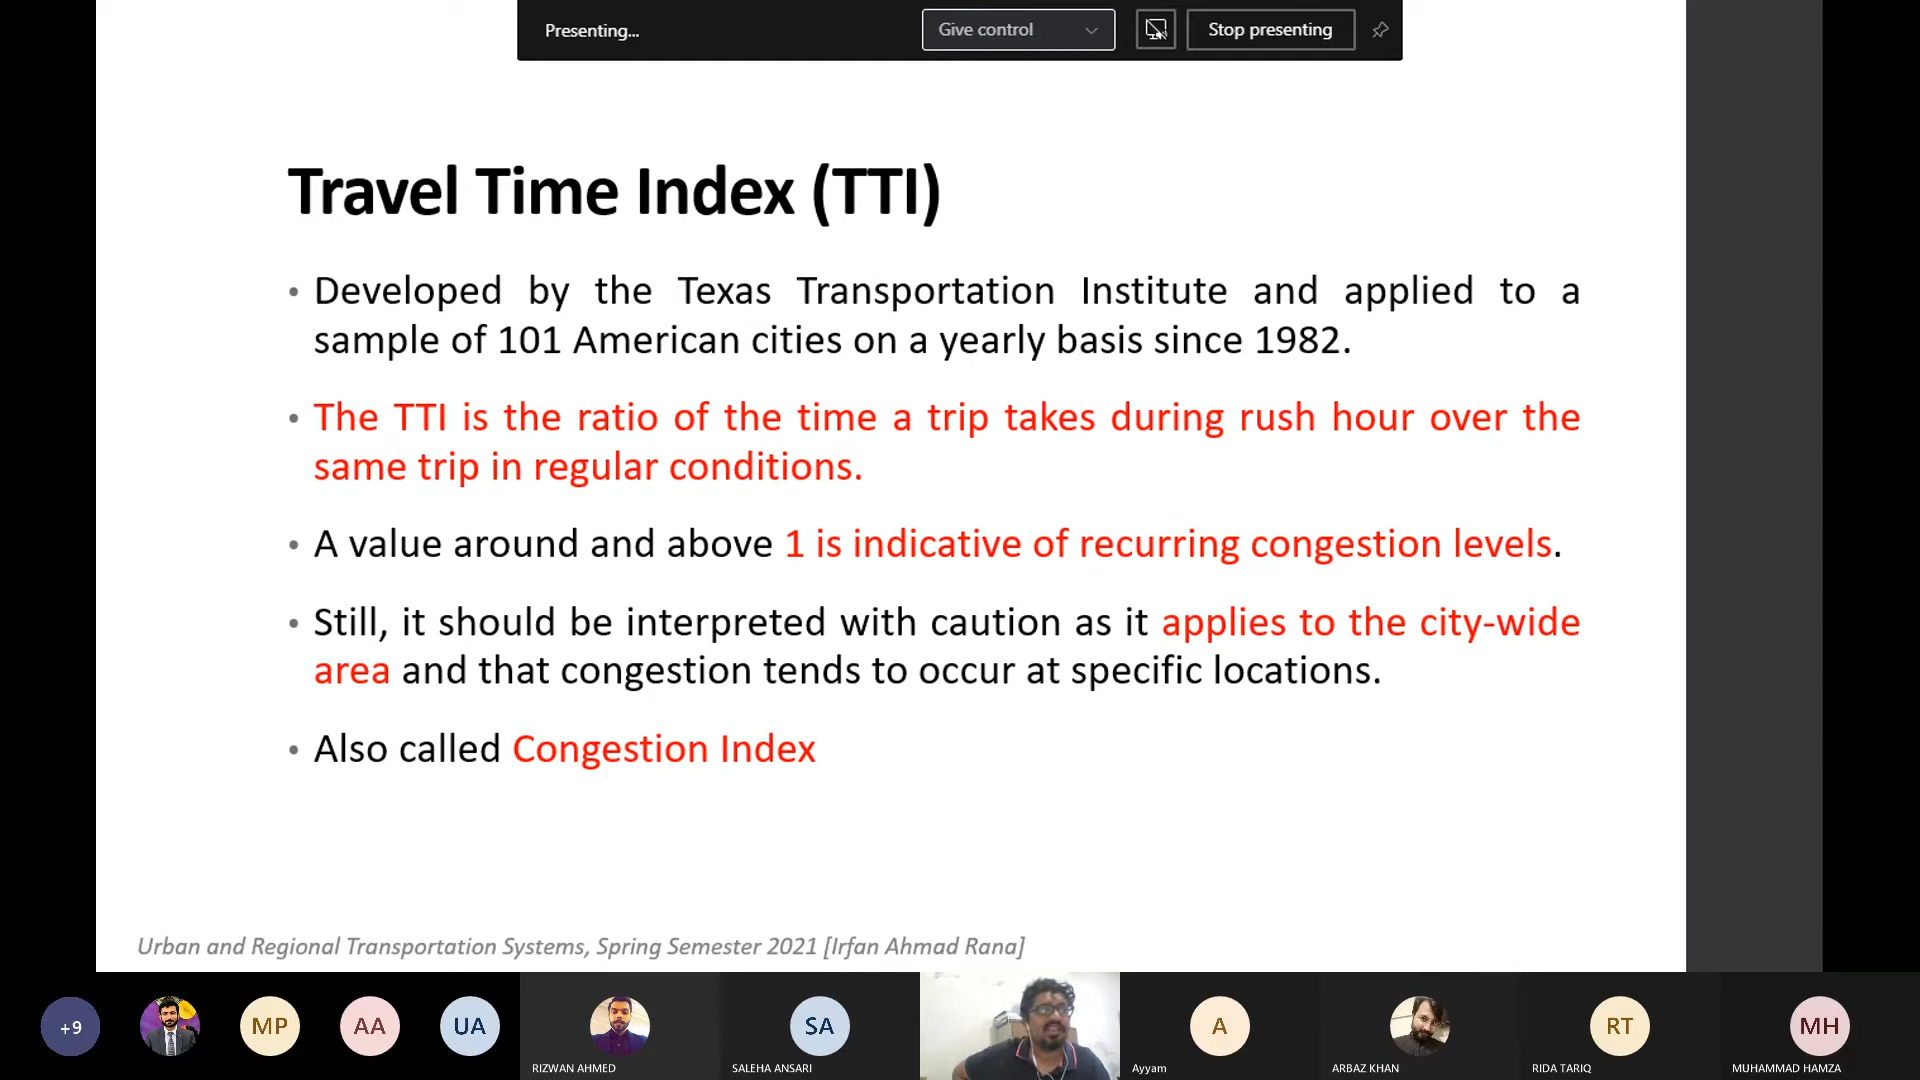 Presenting...
Give control
Stop presenting
Travel Time Index (TTI)
• Developed by the Texas Transportation Institute and applied to a
sample of 101 American cities on a yearly basis since 1982.
• The TTI is the ratio of the time a trip takes during rush hour over the
same trip in regular conditions.
• A value around and above 1 is indicative of recurring congestion levels.
• Still, it should be interpreted with caution as it applies to the city-wide
area and that congestion tends to occur at specific locations.
• Also called Congestion Index
Urban and Regional Transportation Systems, Spring Semester 2021 [Irfan Ahmad Rana]
+9
MP
AA
UA
RIZWAN AHMED
SA
SALEHA ANSARI
A
Ayyam
ARBAZ KHAN
RT
RIDA TARIQ
MH
MUHAMMAD HAMZA